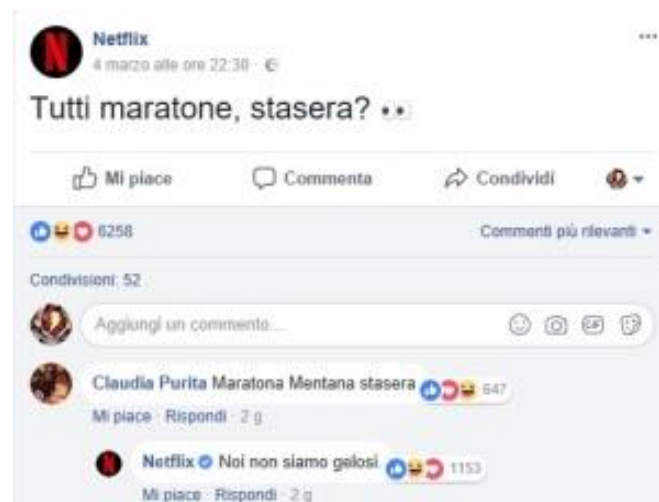 Netflix
4 marzo alle ore 22:30
Tutti maratone, stasera?
Mi piace Commenta Condividi
6258 Commenti più rilevanti
Condivisioni: 52
Aggiungi un commento... GIF
Claudia Purita Maratona Mentana stasera 647
Mi piace · Rispondi · 2 g
Netflix Noi non siamo gelosi 1153
Mi piace · Rispondi · 2 g